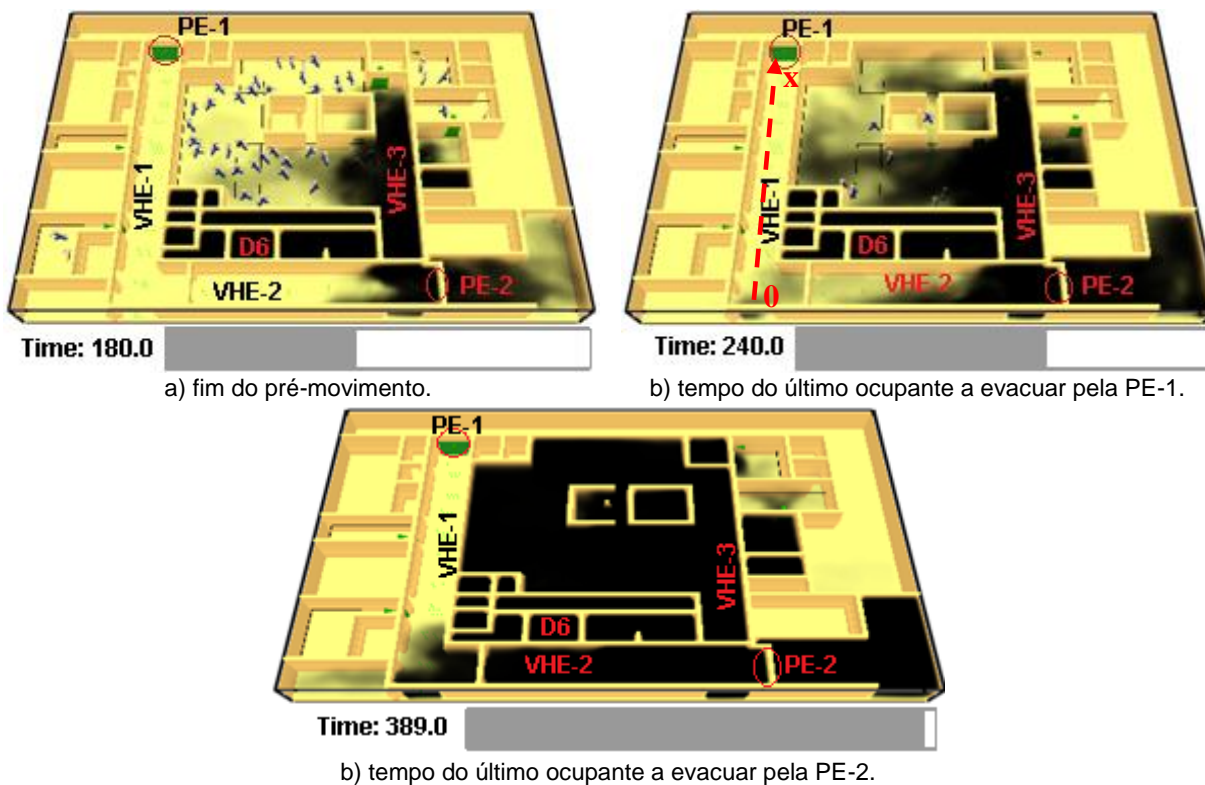 PE-1
VHE-1
VHE-3
D6
VHE-2
PE-2
Time: 180.0
a) fim do pré-movimento.
PE-1
x
VHE-1
VHE-3
D6
VHE 2
0
PE-2
Time: 240.0
b) tempo do último ocupante a evacuar pela PE-1.
PE-1
VHE-1
VHE-3
D6
VHE-2
PE-2
Time: 389.0
b) tempo do último ocupante a evacuar pela PE-2.